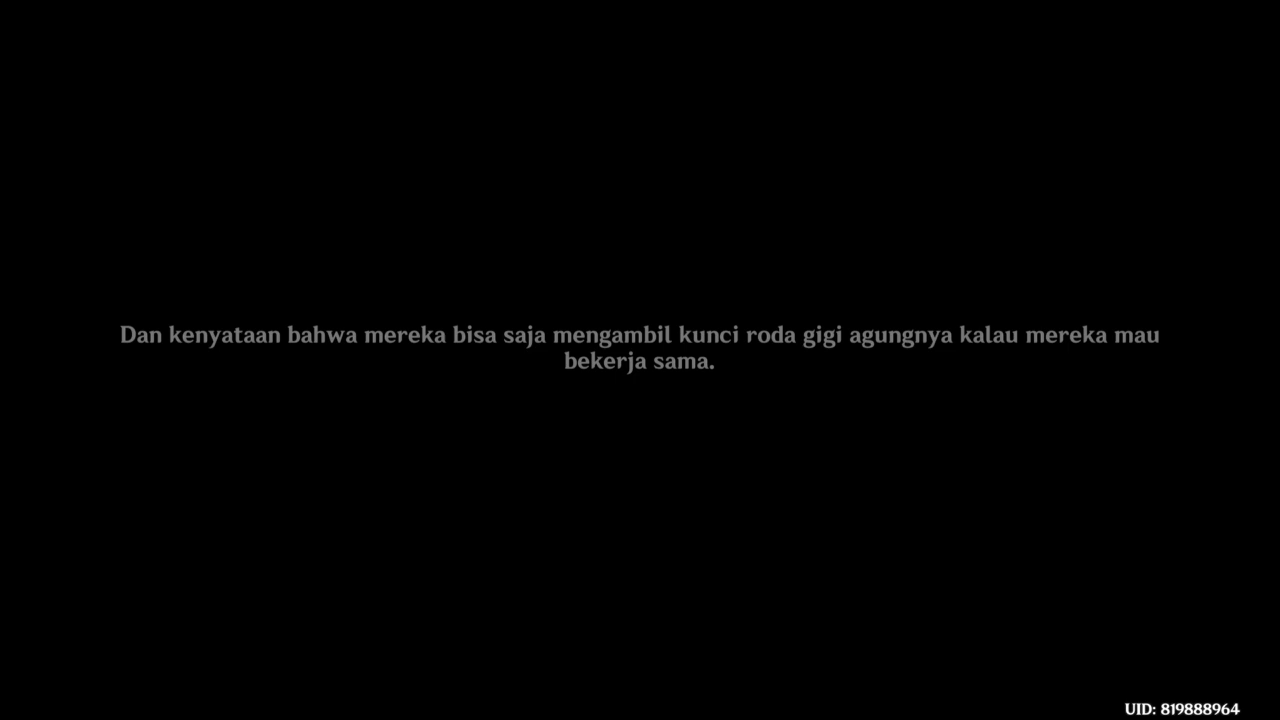 Dan kenyataan bahwa mereka bisa saja mengambil kunci roda gigi agungnya kalau mereka mau
bekerja sama.
UID: 819888964